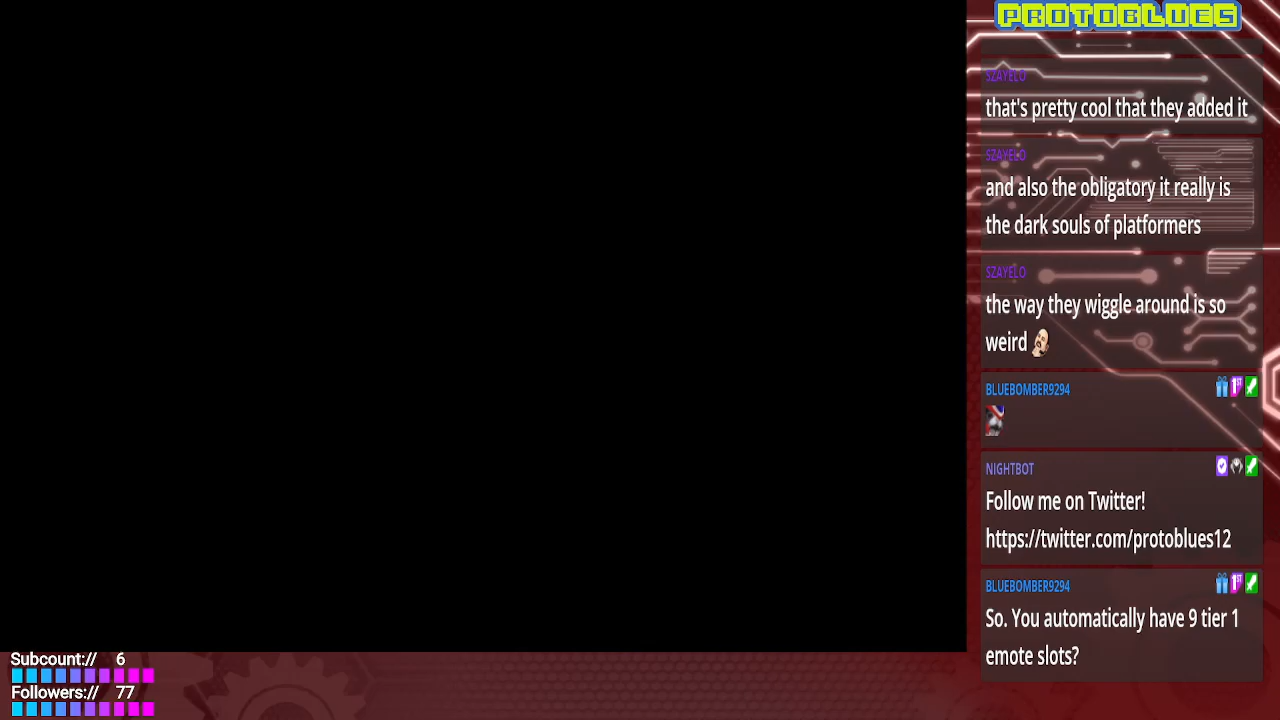 PROTOBLUES
SZAYELO
that's pretty cool that they added it
SZAYELO
and also the obligatory it really is
the dark souls of platformers
SZAYELO
the way they wiggle around is so
weird
BLUEBOMBER9294
NIGHTBOT
Follow me on Twitter!
https://twitter.com/protoblues12
BLUEBOMBER9294
So. You automatically have 9 tier 1
emote slots?
Subcount:// 6
Followers:// 77